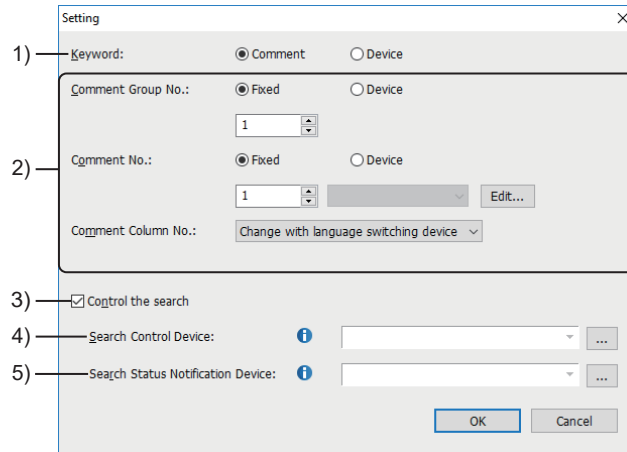 Setting
1) Keyword: Comment Device
Comment Group No.: Fixed Device
1
2) Comment No.: Fixed Device
1 Edit...
Comment Column No.: Change with language switching device
3) Control the search
4) Search Control Device: ...
5) Search Status Notification Device: ...
OK Cancel